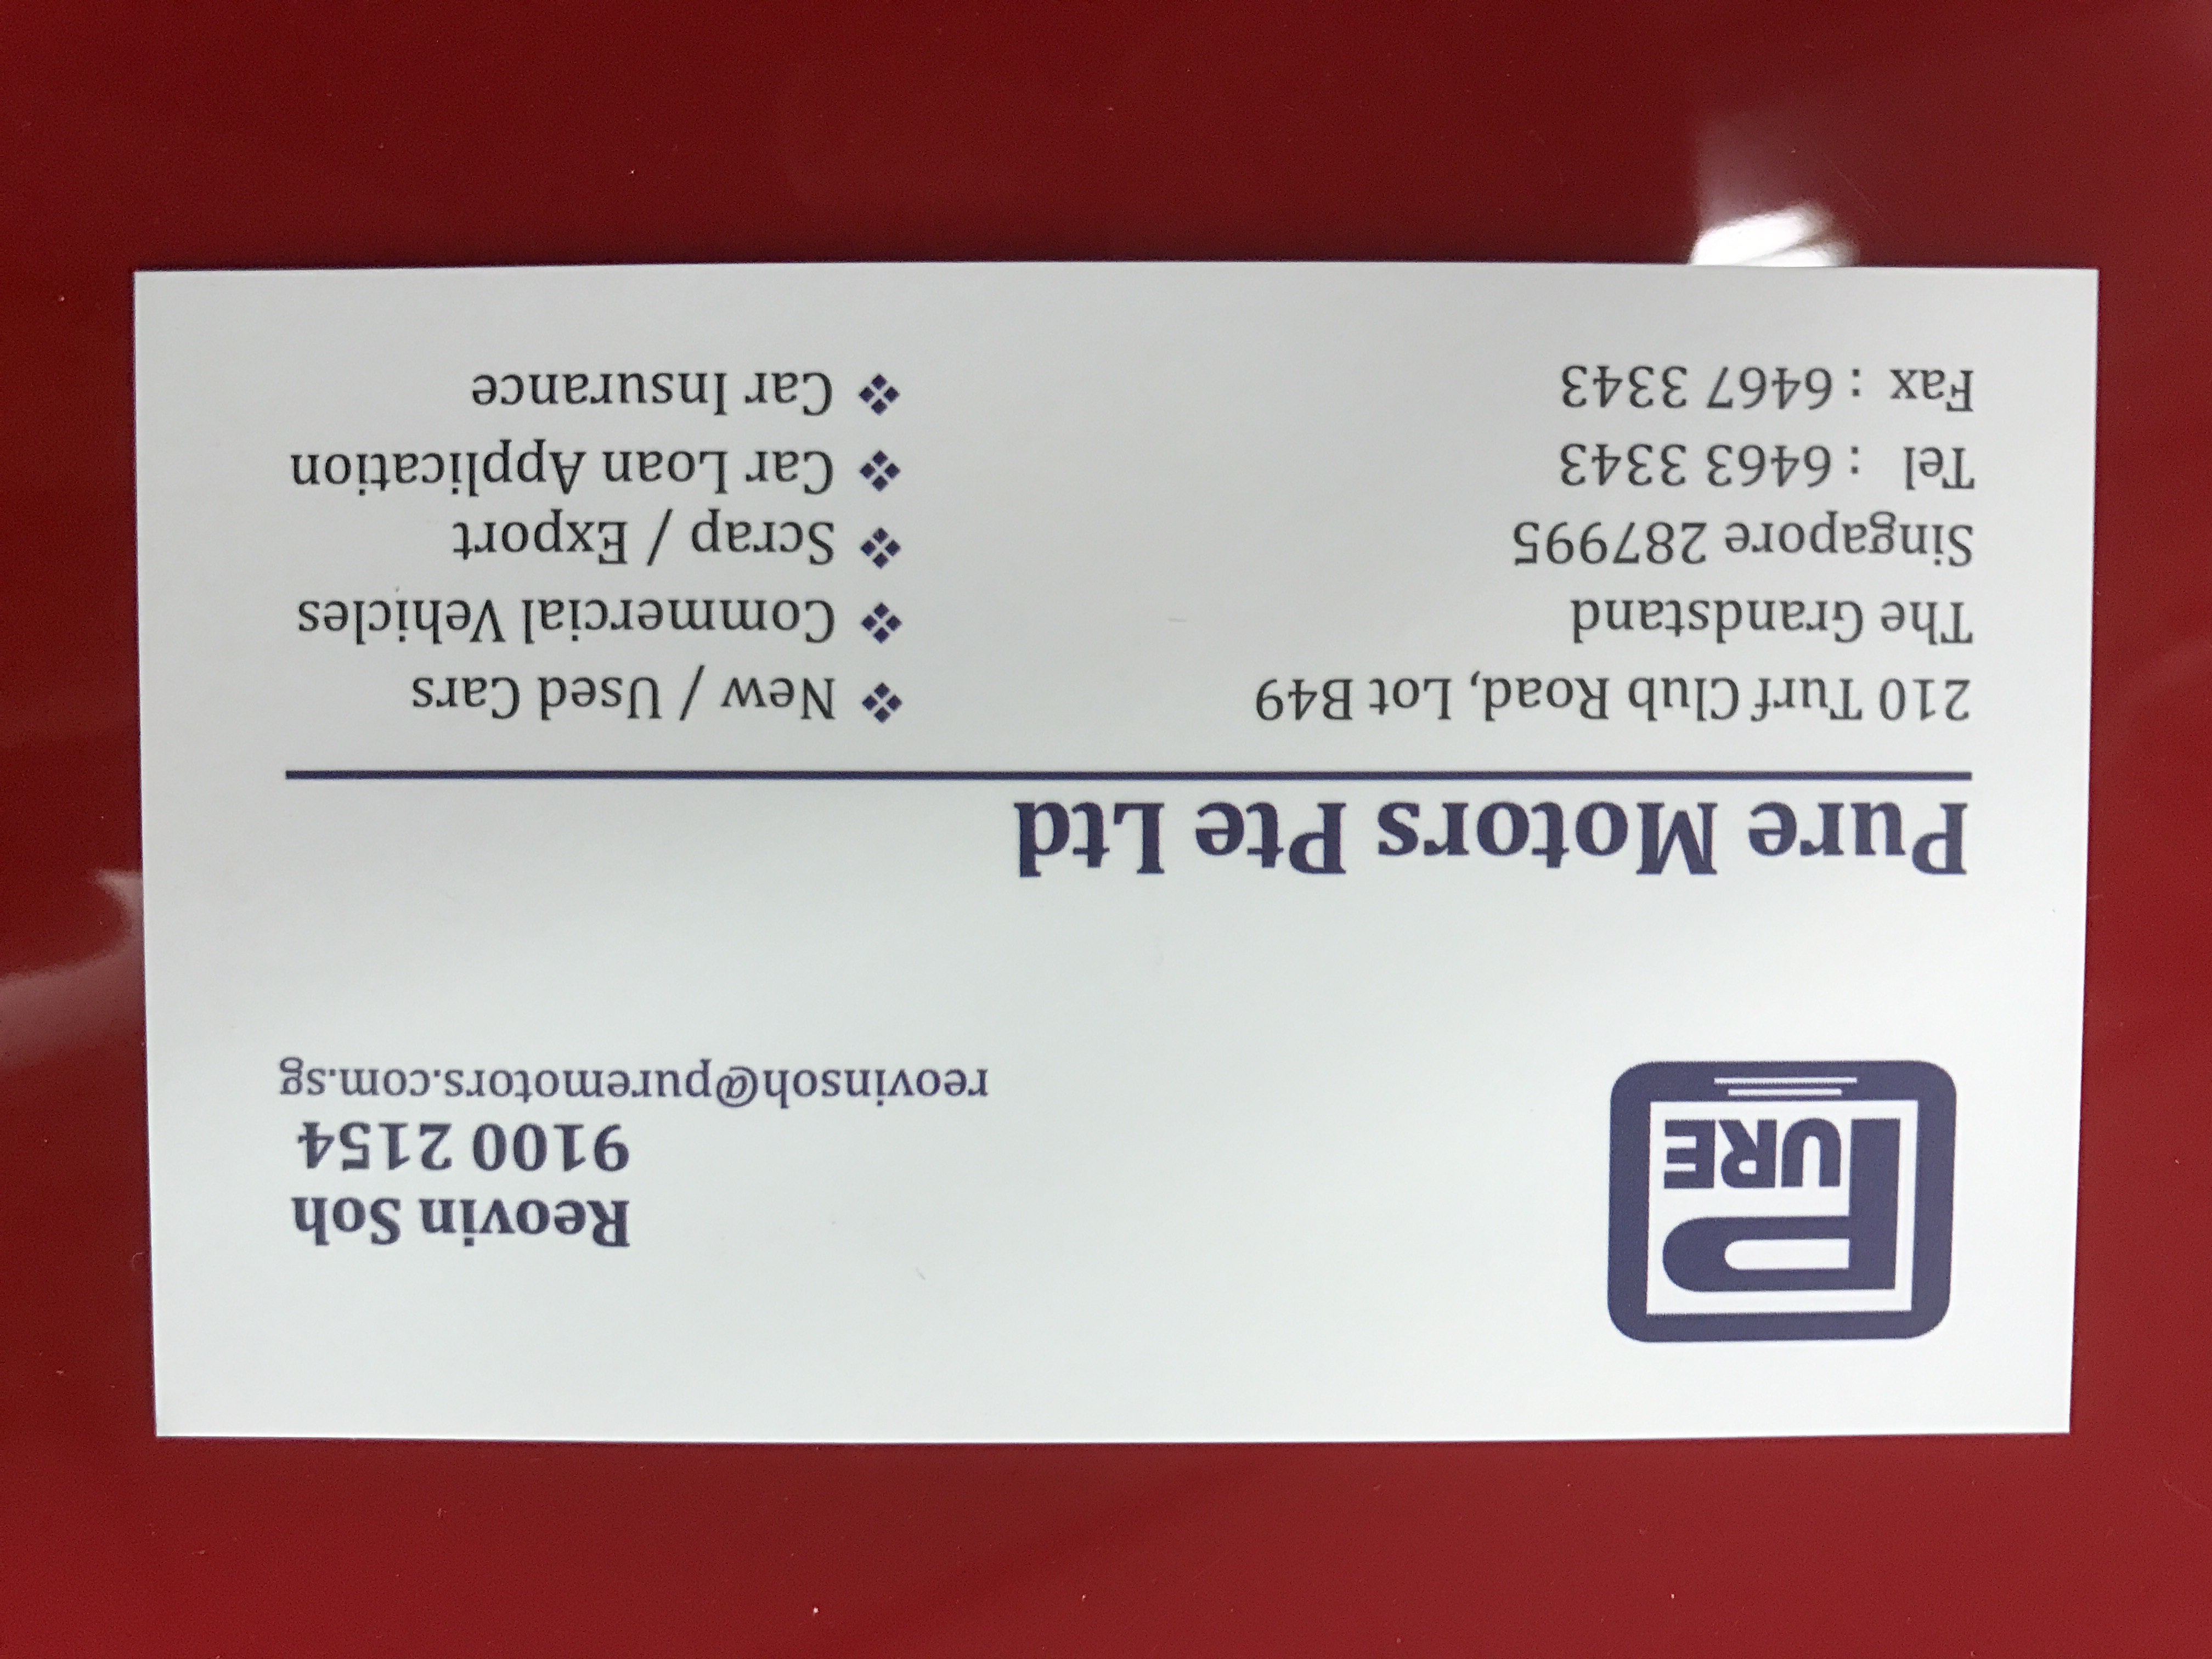 PURE
Reovin Soh
9100 2154
reovinsoh@puremotors.com.sg
Pure Motors Pte Ltd
210 Turf Club Road, Lot B49
The Grandstand
Singapore 287995
Tel : 6463 3343
Fax : 6467 3343
❖ New / Used Cars
❖ Commercial Vehicles
❖ Scrap / Export
❖ Car Loan Application
❖ Car Insurance